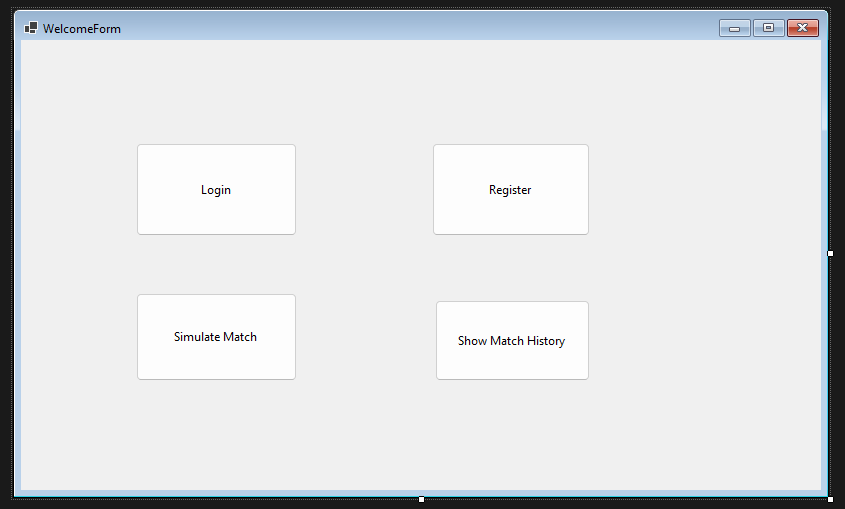 WelcomeForm
Login
Register
Simulate Match
Show Match History